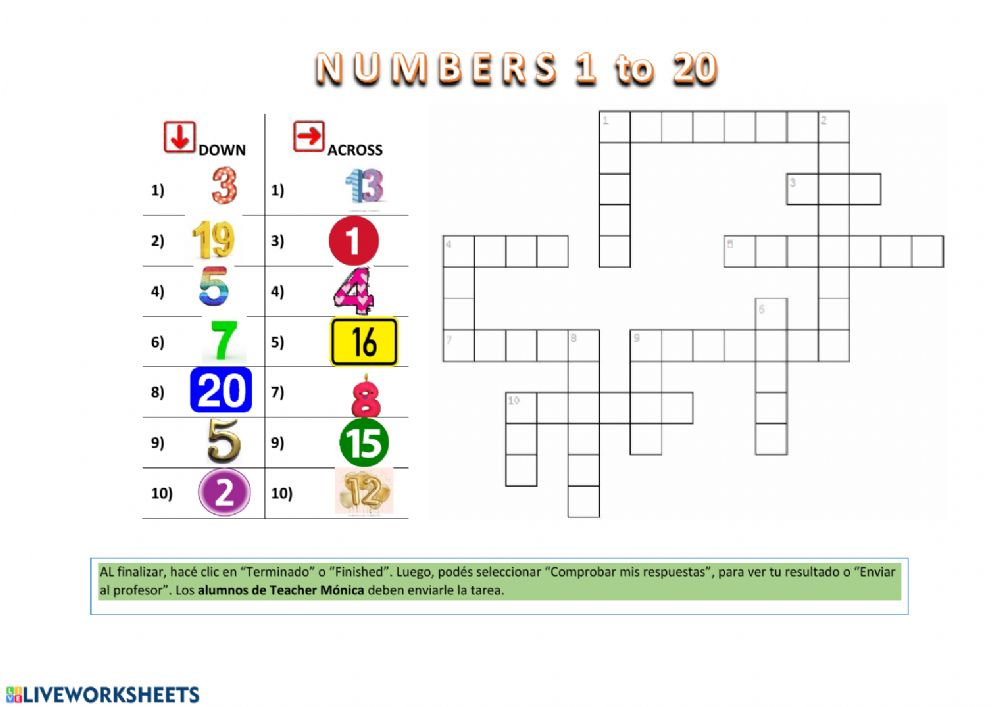 NUMBERS 1 to 20
DOWN ACROSS
1) 3 1) 13
2) 19 3) 1
4) 5 4) 4
6) 7 5) 16
8) 20 7) 8
9) 5 9) 15
10) 2 10) 12
1 2
3
4 5
6
7 8 9
10
AL finalizar, hacé clic en “Terminado” o “Finished”. Luego, podés seleccionar “Comprobar mis respuestas”, para ver tu resultado o “Enviar
al profesor”. Los alumnos de Teacher Mónica deben enviarle la tarea.
LIVE LIVEWORKSHEETS